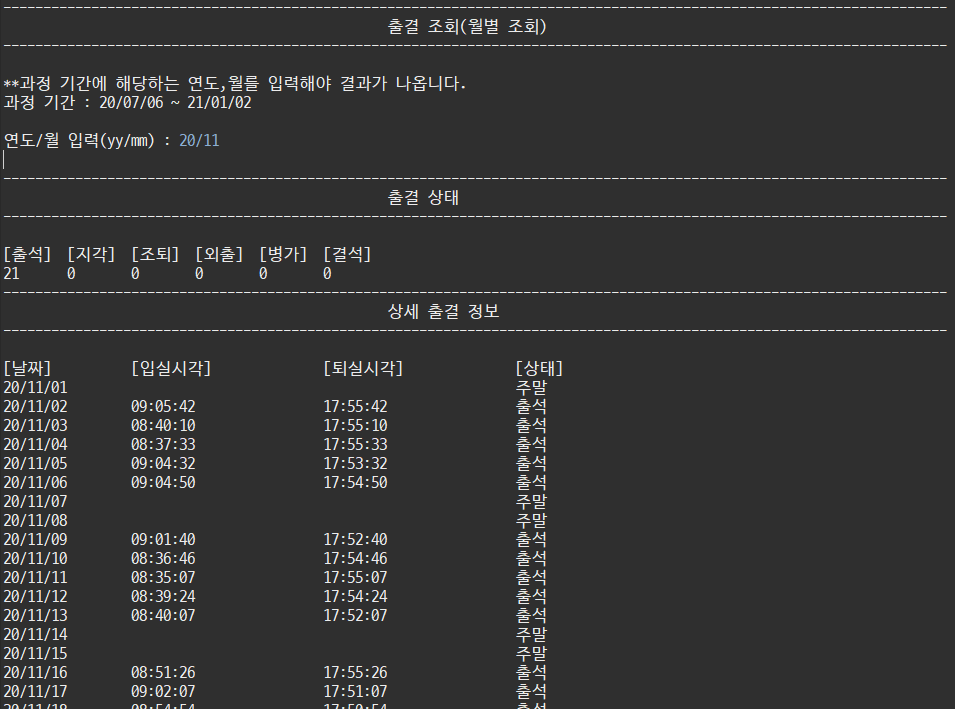 출결 조회(월별 조회)
**과정 기간에 해당하는 연도,월를 입력해야 결과가 나옵니다.
과정 기간 : 20/07/06 ~ 21/01/02
연도/월 입력(yy/mm) : 20/11
출결 상태
[출석] [지각] [조퇴] [외출] [병가] [결석]
21 0 0 0 0 0
상세 출결 정보
[날짜] [입실시각] [퇴실시각] [상태]
20/11/01 주말
20/11/02 09:05:42 17:55:42 출석
20/11/03 08:40:10 17:55:10 출석
20/11/04 08:37:33 17:55:33 출석
20/11/05 09:04:32 17:53:32 출석
20/11/06 09:04:50 17:54:50 출석
20/11/07 주말
20/11/08 주말
20/11/09 09:01:40 17:52:40 출석
20/11/10 08:36:46 17:54:46 출석
20/11/11 08:35:07 17:55:07 출석
20/11/12 08:39:24 17:54:24 출석
20/11/13 08:40:07 17:52:07 출석
20/11/14 주말
20/11/15 주말
20/11/16 08:51:26 17:55:26 출석
20/11/17 09:02:07 17:51:07 출석